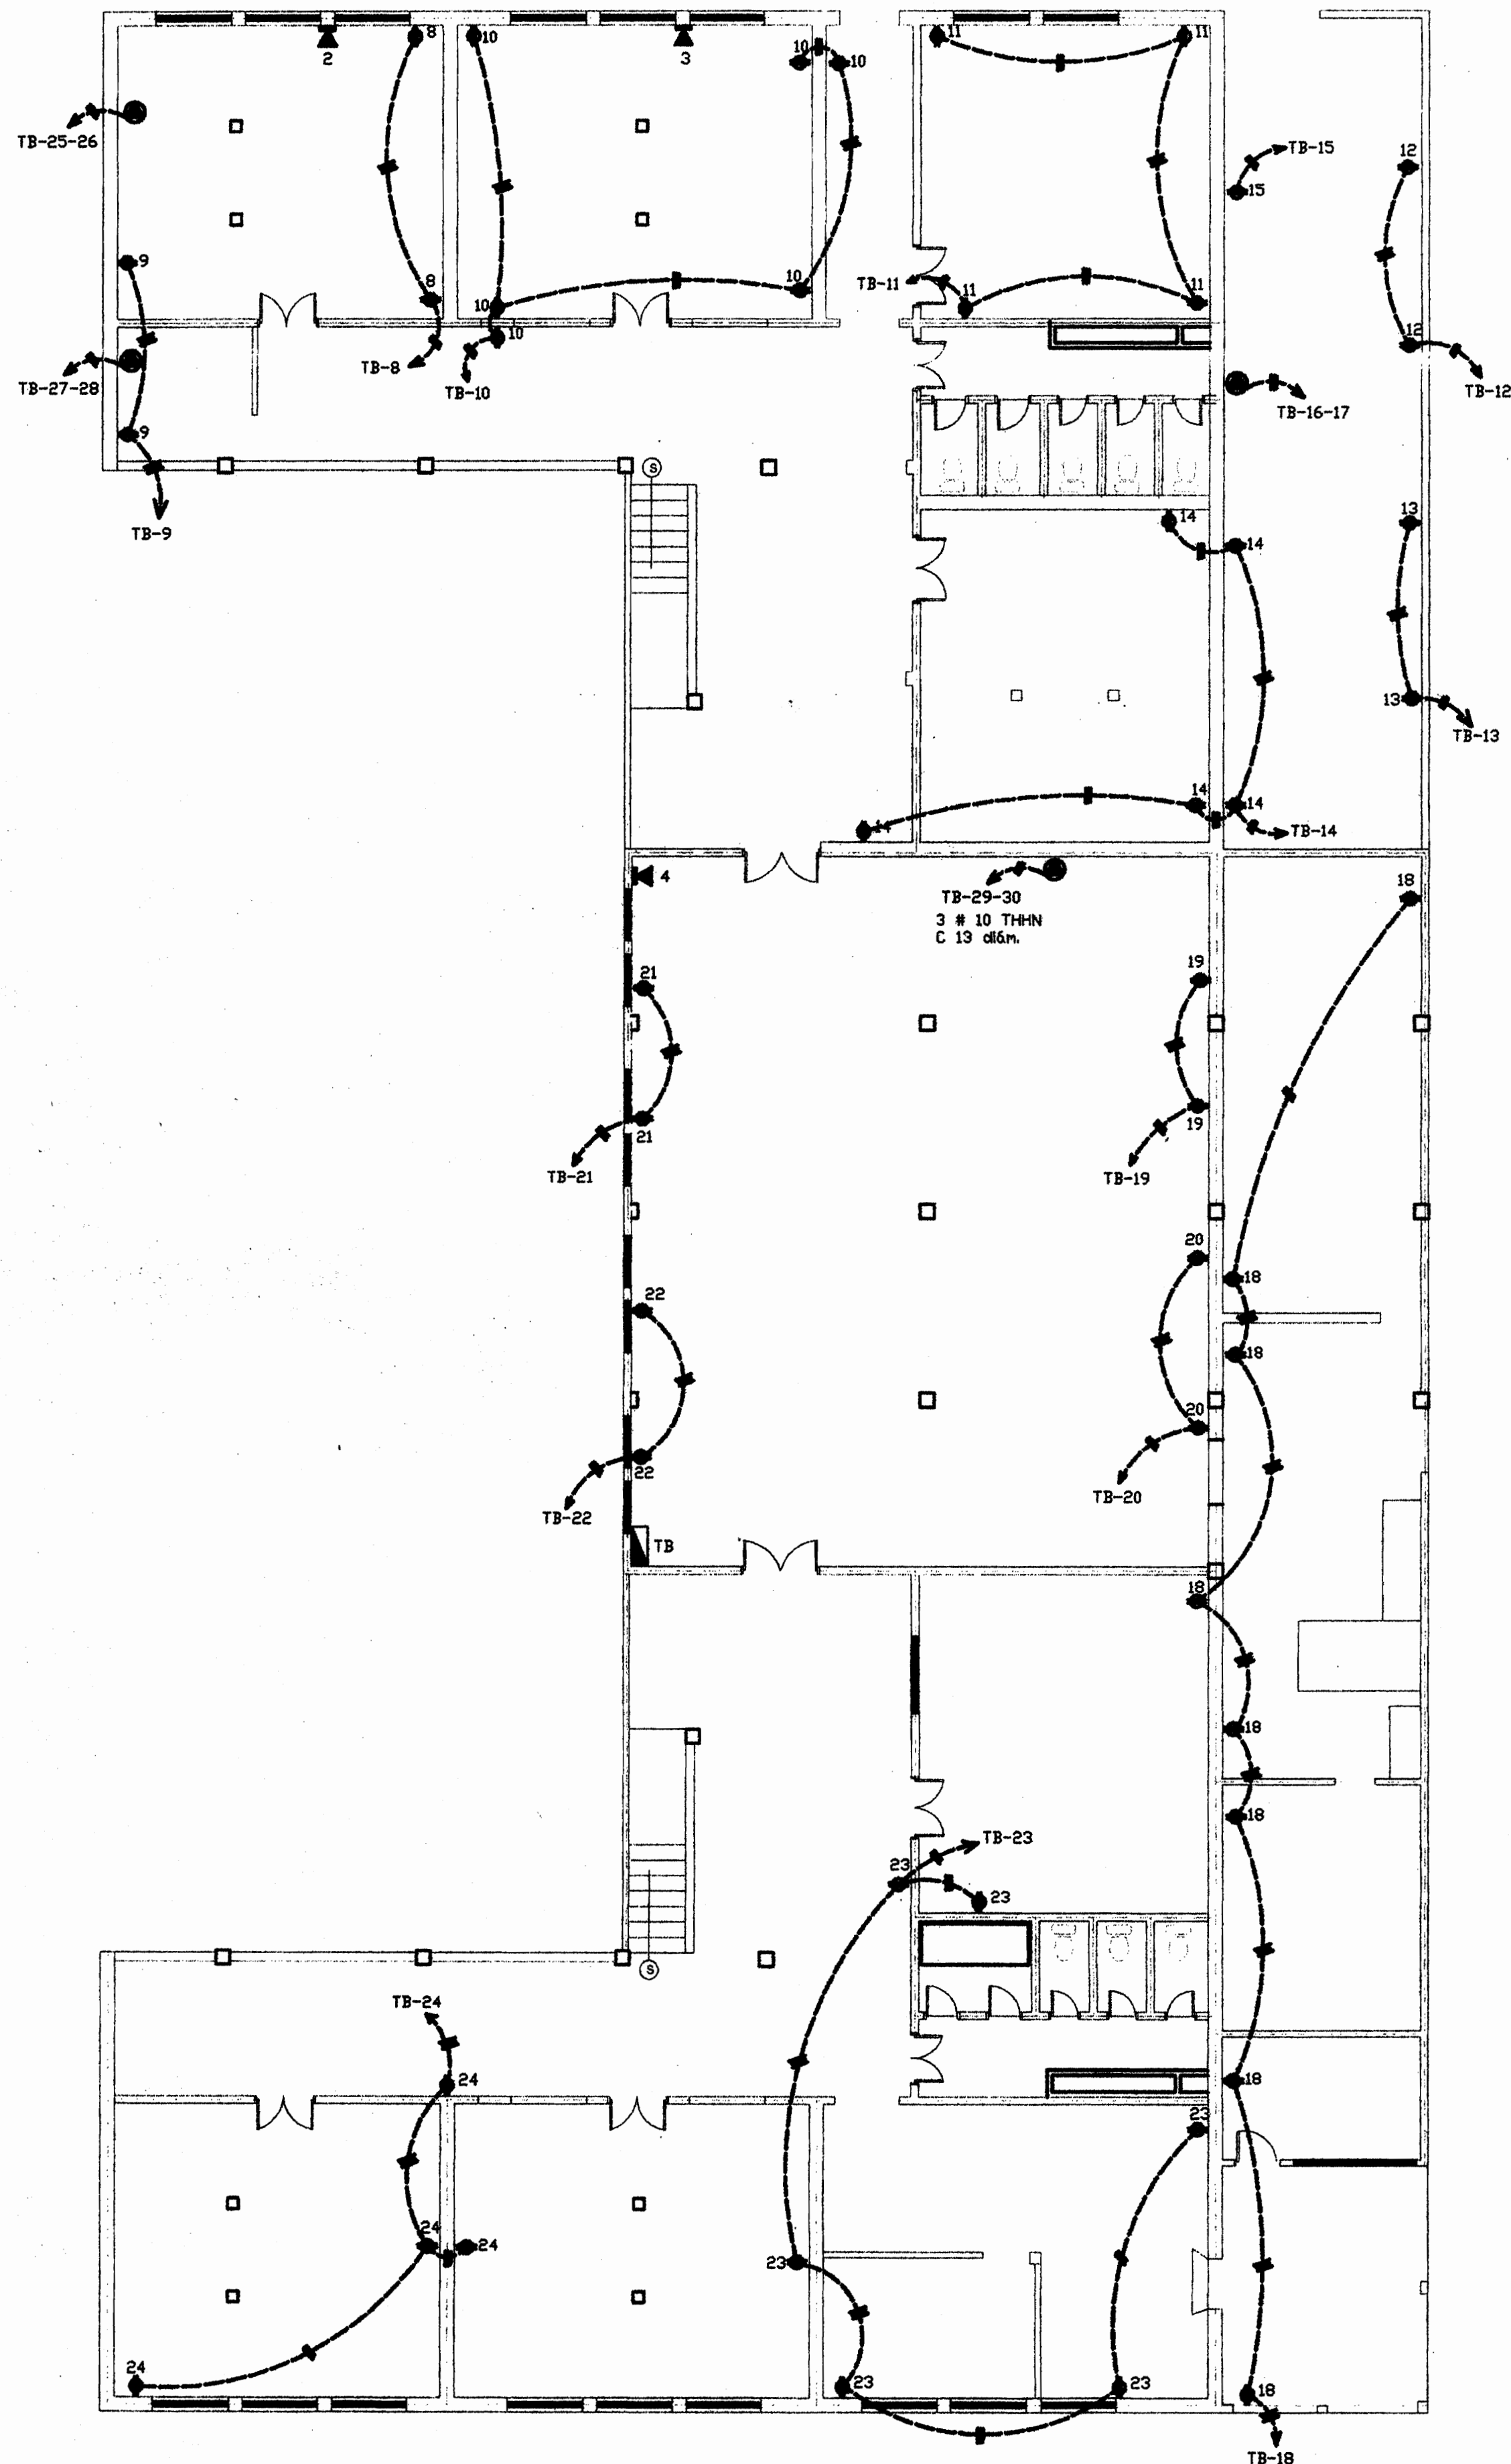 8
10
2
3
10
10
11
11
TB-25-26
TB-15
15
12
9
8
10
10
10
TB-11
11
11
12
TB-27-28
TB-8
TB-10
TB-12
TB-16-17
9
S
TB-9
14
14
13
13
TB-13
14
14
14
TB-14
4
TB-29-30
3 # 10 THHN
C 13 diám.
18
21
19
21
19
TB-21
TB-19
20
18
22
18
20
22
TB-20
TB-22
TB
18
18
18
TB-23
23
23
S
TB-24
24
18
23
24
24
23
24
23
23
18
TB-18